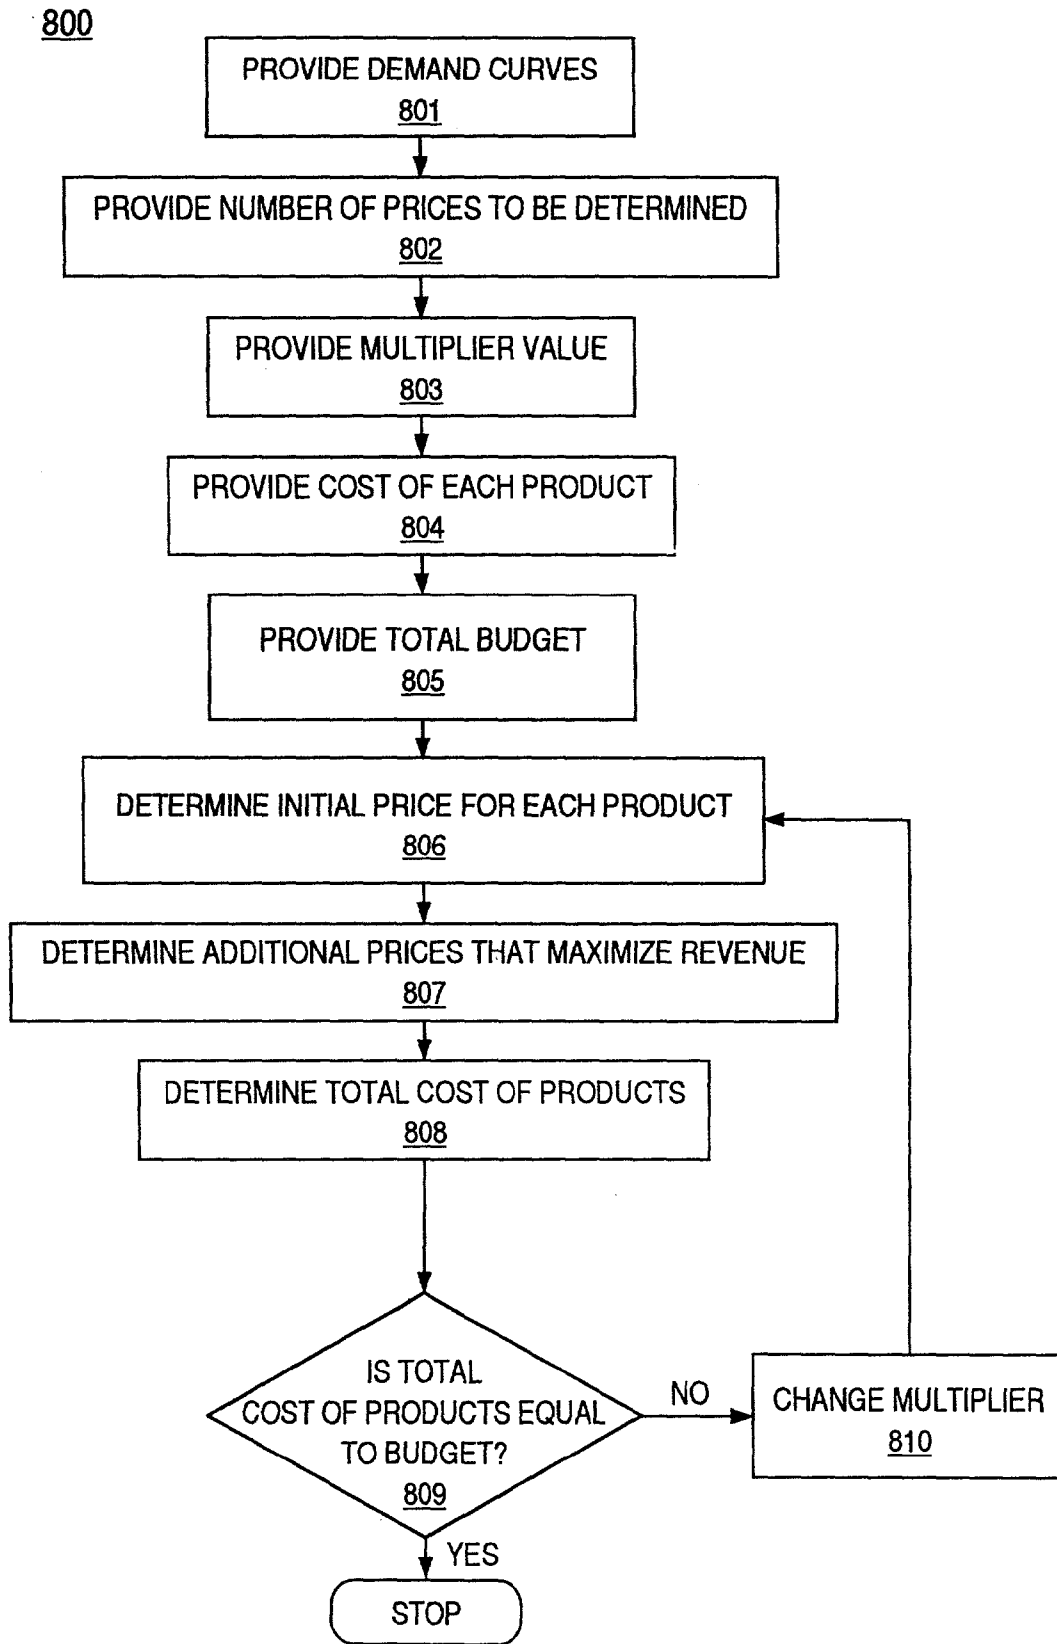 800
PROVIDE DEMAND CURVES
801
PROVIDE NUMBER OF PRICES TO BE DETERMINED
802
PROVIDE MULTIPLIER VALUE
803
PROVIDE COST OF EACH PRODUCT
804
PROVIDE TOTAL BUDGET
805
DETERMINE INITIAL PRICE FOR EACH PRODUCT
806
DETERMINE ADDITIONAL PRICES THAT MAXIMIZE REVENUE
807
DETERMINE TOTAL COST OF PRODUCTS
808
IS TOTAL
COST OF PRODUCTS EQUAL
TO BUDGET?
809
NO
CHANGE MULTIPLIER
810
YES
STOP